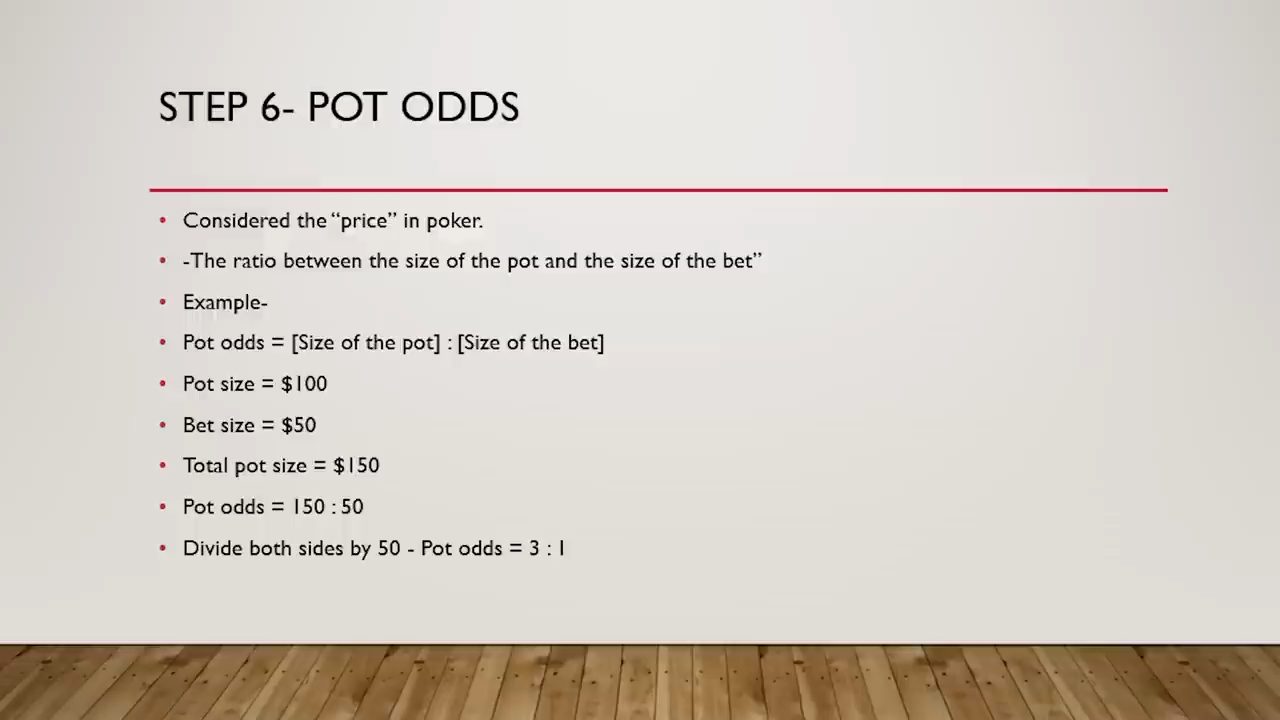 STEP 6- POT ODDS
• Considered the “price” in poker.
• -The ratio between the size of the pot and the size of the bet”
• Example-
• Pot odds = [Size of the pot] : [Size of the bet]
• Pot size = $100
• Bet size = $50
• Total pot size = $150
• Pot odds = 150 : 50
• Divide both sides by 50 - Pot odds = 3 : 1